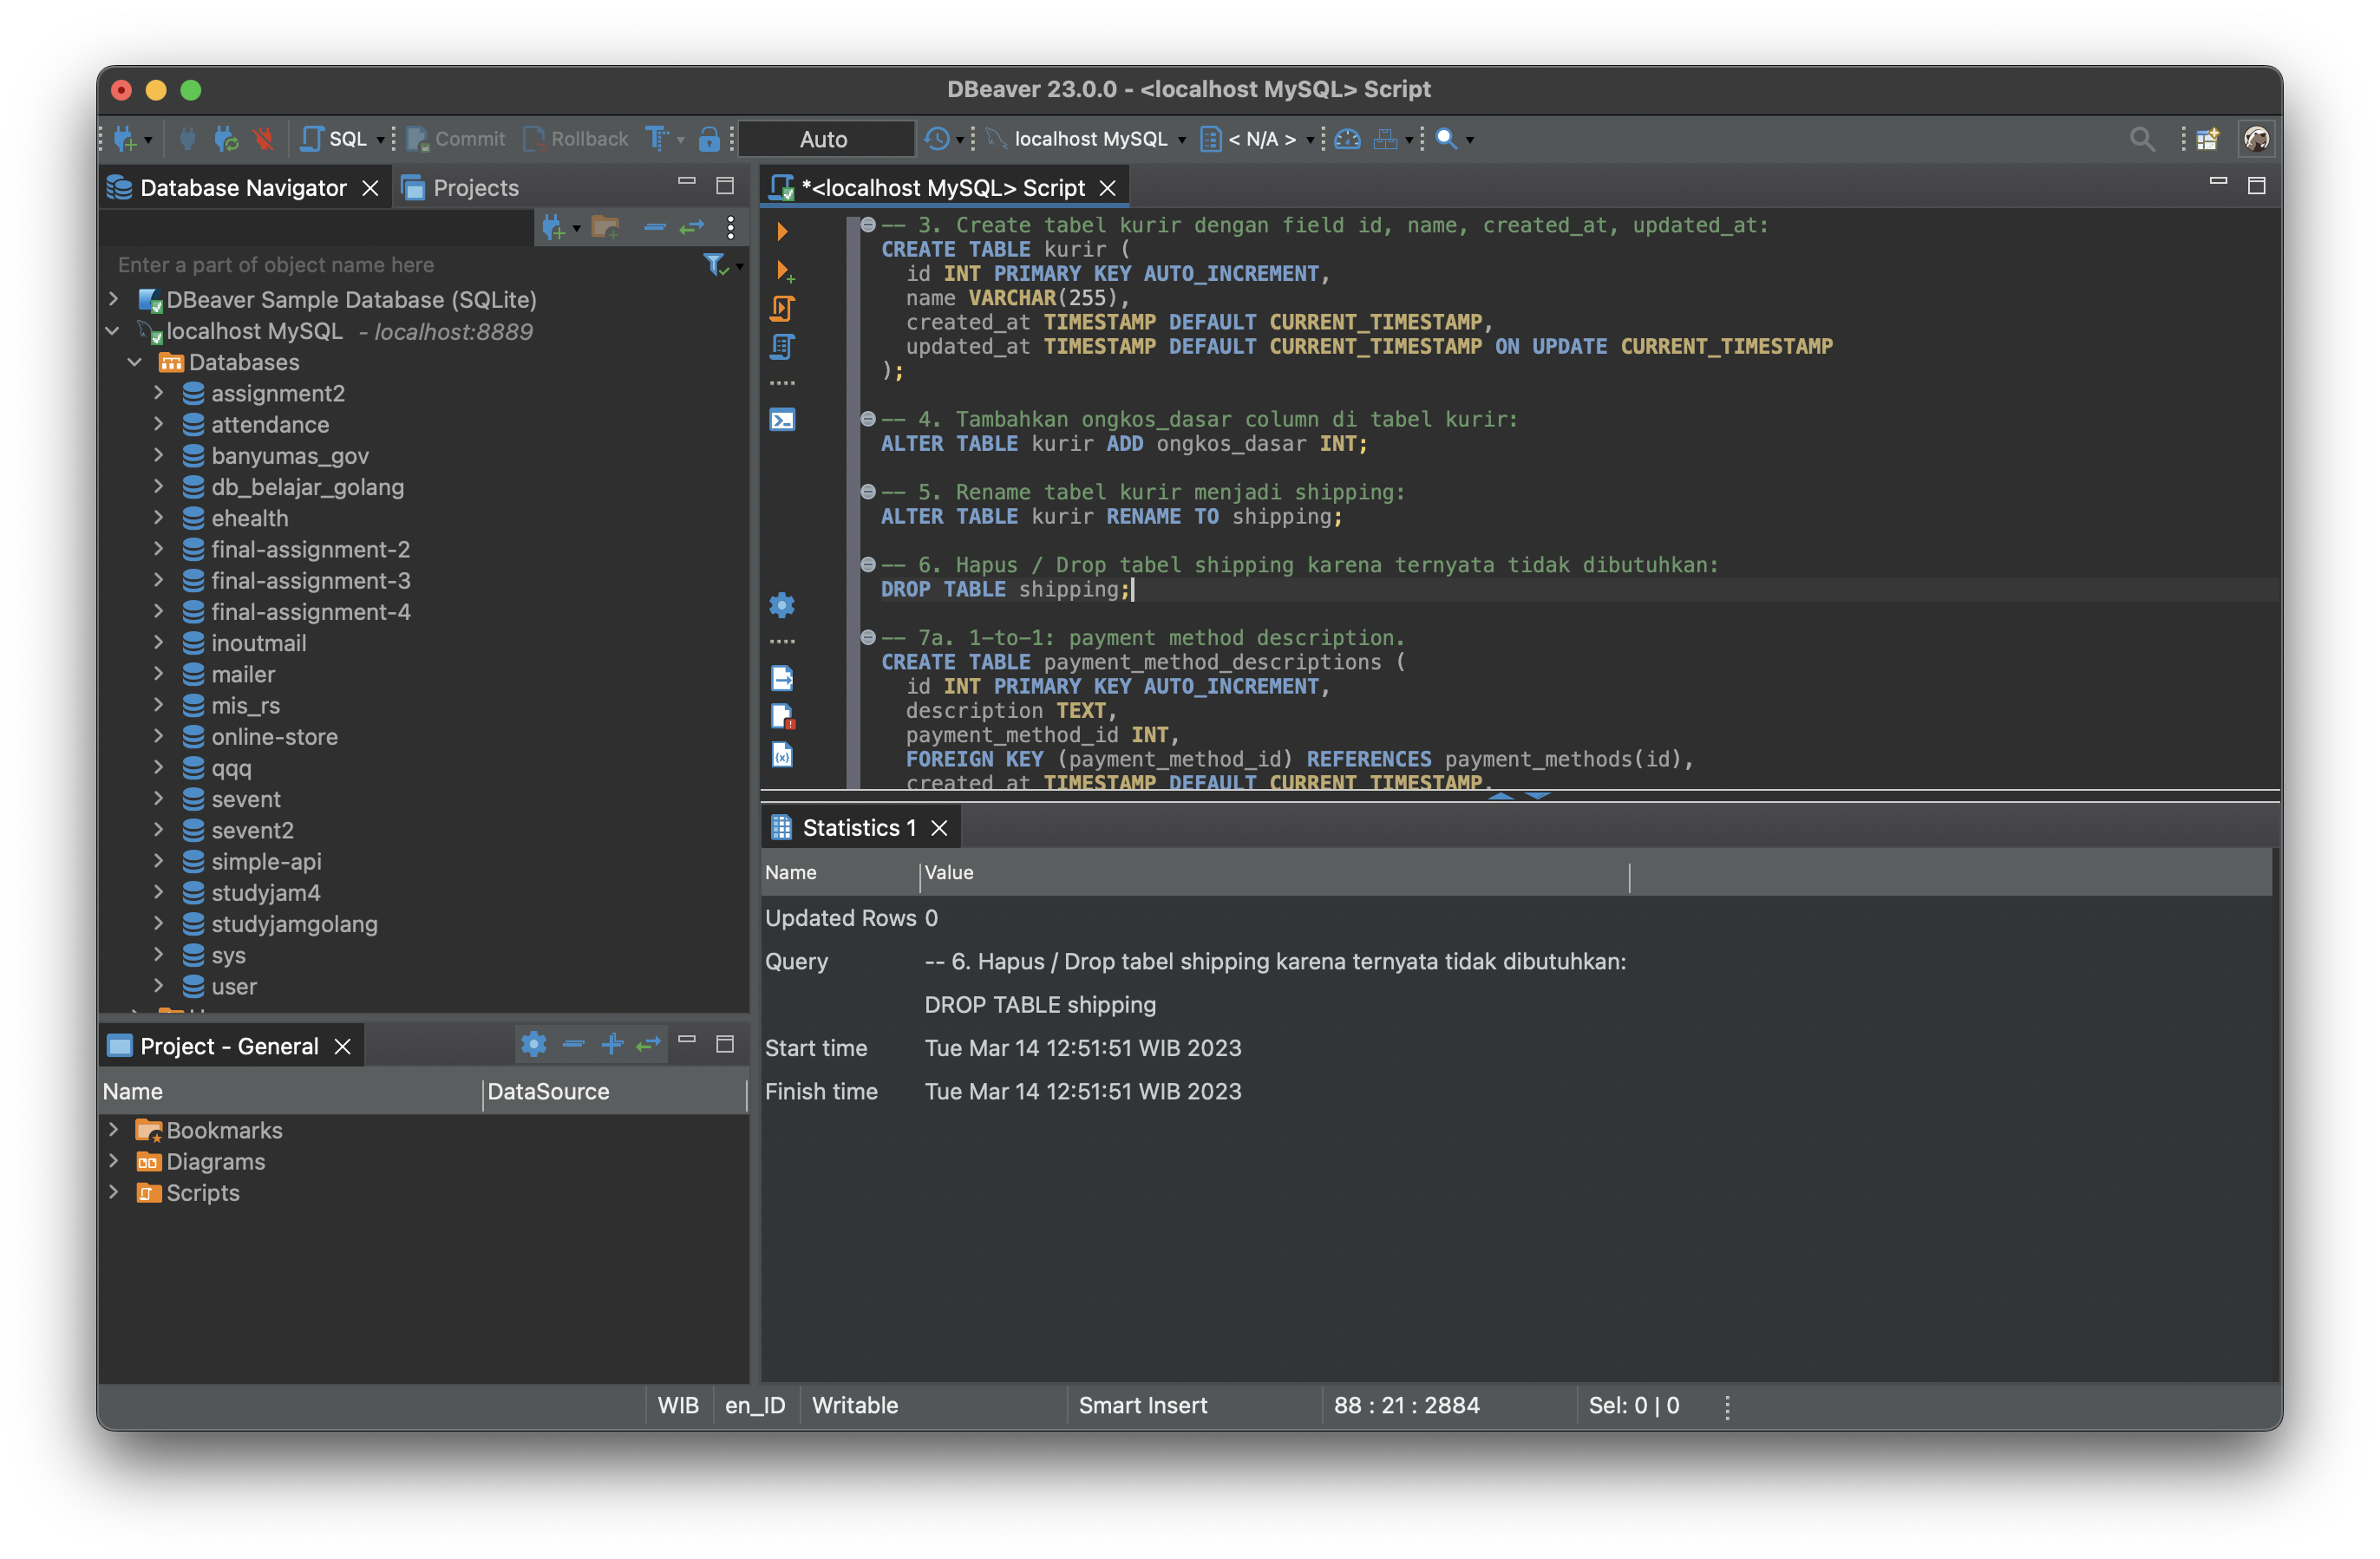 DBeaver 23.0.0 - <localhost MySQL> Script
SQL Commit Rollback Auto localhost MySQL < N/A >
Database Navigator Projects
Enter a part of object name here
DBeaver Sample Database (SQLite)
localhost MySQL - localhost:8889
Databases
assignment2
attendance
banyumas_gov
db_belajar_golang
ehealth
final-assignment-2
final-assignment-3
final-assignment-4
inoutmail
mailer
mis_rs
online-store
qqq
sevent
sevent2
simple-api
studyjam4
studyjamgolang
sys
user
Project - General
Name DataSource
Bookmarks
Diagrams
Scripts
*<localhost MySQL> Script
-- 3. Create tabel kurir dengan field id, name, created_at, updated_at:
CREATE TABLE kurir (
id INT PRIMARY KEY AUTO_INCREMENT,
name VARCHAR(255),
created_at TIMESTAMP DEFAULT CURRENT_TIMESTAMP,
updated_at TIMESTAMP DEFAULT CURRENT_TIMESTAMP ON UPDATE CURRENT_TIMESTAMP
);
-- 4. Tambahkan ongkos_dasar column di tabel kurir:
ALTER TABLE kurir ADD ongkos_dasar INT;
-- 5. Rename tabel kurir menjadi shipping:
ALTER TABLE kurir RENAME TO shipping;
-- 6. Hapus / Drop tabel shipping karena ternyata tidak dibutuhkan:
DROP TABLE shipping;
-- 7a. 1-to-1: payment method description.
CREATE TABLE payment_method_descriptions (
id INT PRIMARY KEY AUTO_INCREMENT,
description TEXT,
payment_method_id INT,
FOREIGN KEY (payment_method_id) REFERENCES payment_methods(id),
created_at TIMESTAMP DEFAULT CURRENT_TIMESTAMP,
Statistics 1
Name Value
Updated Rows 0
Query -- 6. Hapus / Drop tabel shipping karena ternyata tidak dibutuhkan:
DROP TABLE shipping
Start time Tue Mar 14 12:51:51 WIB 2023
Finish time Tue Mar 14 12:51:51 WIB 2023
WIB en_ID Writable Smart Insert 88 : 21 : 2884 Sel: 0 | 0